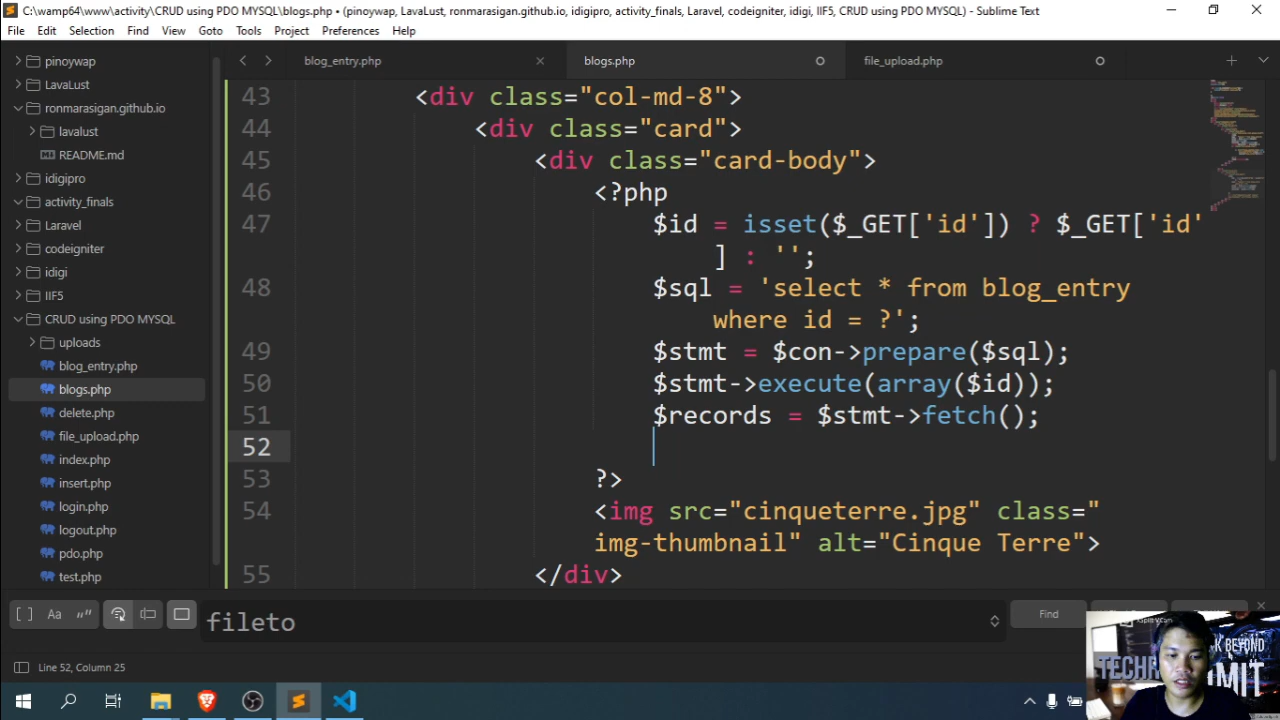 C:\wamp64\www\activity\CRUD using PDO MYSQL\blogs.php • (pinoywap, LavaLust, ronmarasigan.github.io, idigipro, activity_finals, Laravel, codeigniter, idigi, IIF5, CRUD using PDO MYSQL) - Sublime Text
File Edit Selection Find View Goto Tools Project Preferences Help
pinoywap
LavaLust
ronmarasigan.github.io
lavalust
README.md
idigipro
activity_finals
Laravel
codeigniter
idigi
IIF5
CRUD using PDO MYSQL
uploads
blog_entry.php
blogs.php
delete.php
file_upload.php
index.php
insert.php
login.php
logout.php
pdo.php
test.php
blog_entry.php blogs.php file_upload.php
43 <div class="col-md-8">
44 <div class="card">
45 <div class="card-body">
46 <?php
47 $id = isset($_GET['id']) ? $_GET['id'
] : '';
48 $sql = 'select * from blog_entry
where id = ?';
49 $stmt = $con->prepare($sql);
50 $stmt->execute(array($id));
51 $records = $stmt->fetch();
52
53 ?>
54 <img src="cinqueterre.jpg" class="
img-thumbnail" alt="Cinque Terre">
55 </div>
[ ] Aa “” fileto Find
Line 52, Column 25